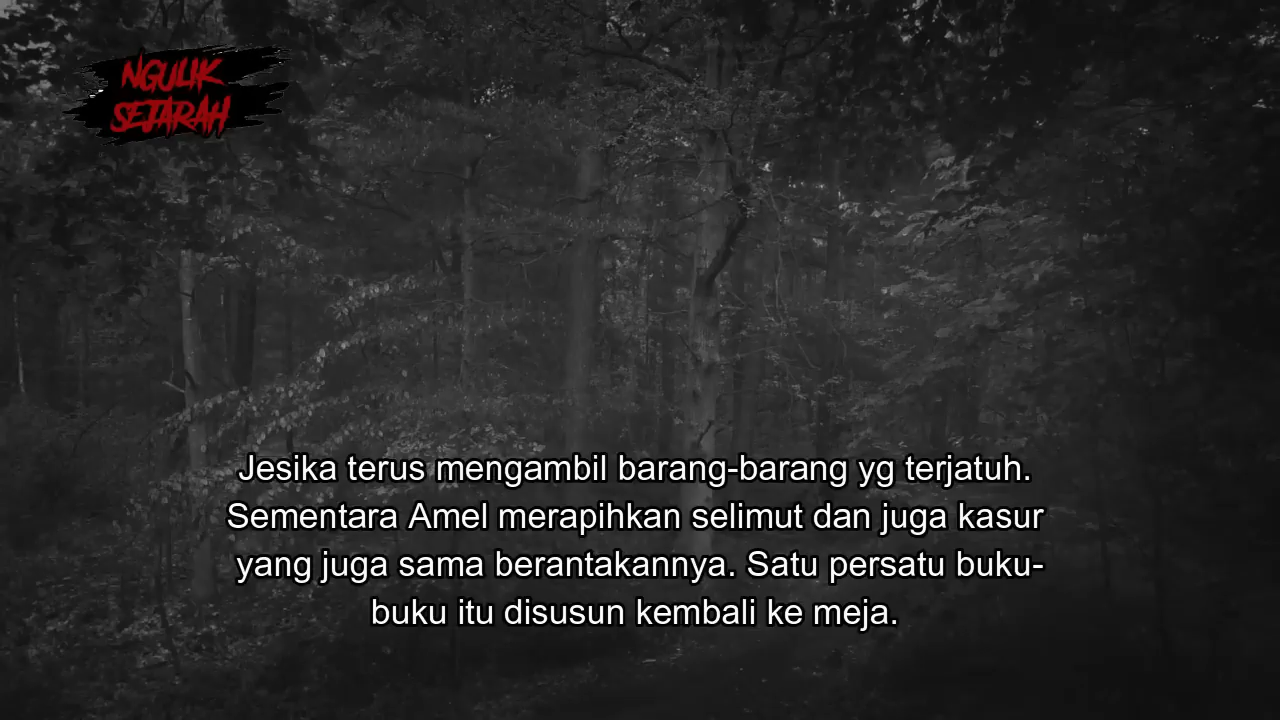 NGULIK
SEJARAH
Jesika terus mengambil barang-barang yg terjatuh.
Sementara Amel merapihkan selimut dan juga kasur
yang juga sama berantakannya. Satu persatu buku-
buku itu disusun kembali ke meja.